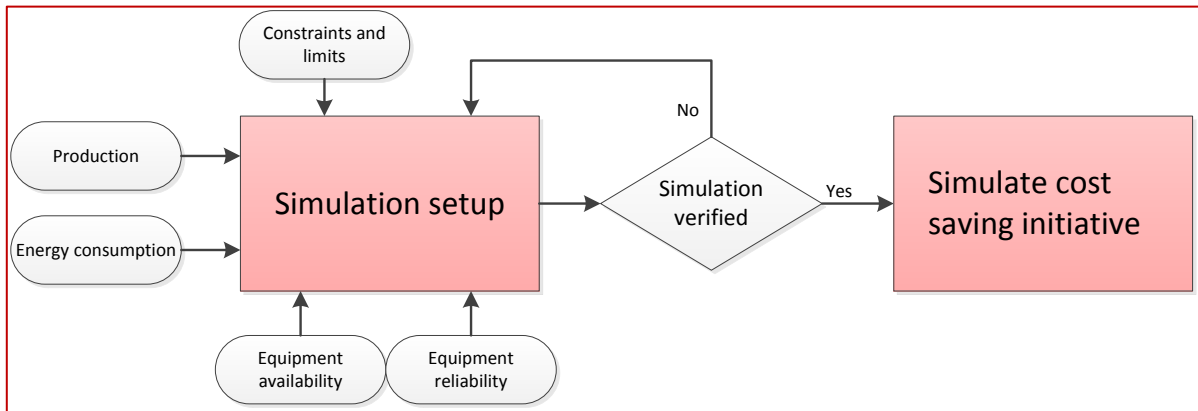 Constraints and
limits
No
Production
Simulation setup
Simulation
verified
Yes
Simulate cost
saving initiative
Energy consumption
Equipment
availability
Equipment
reliability